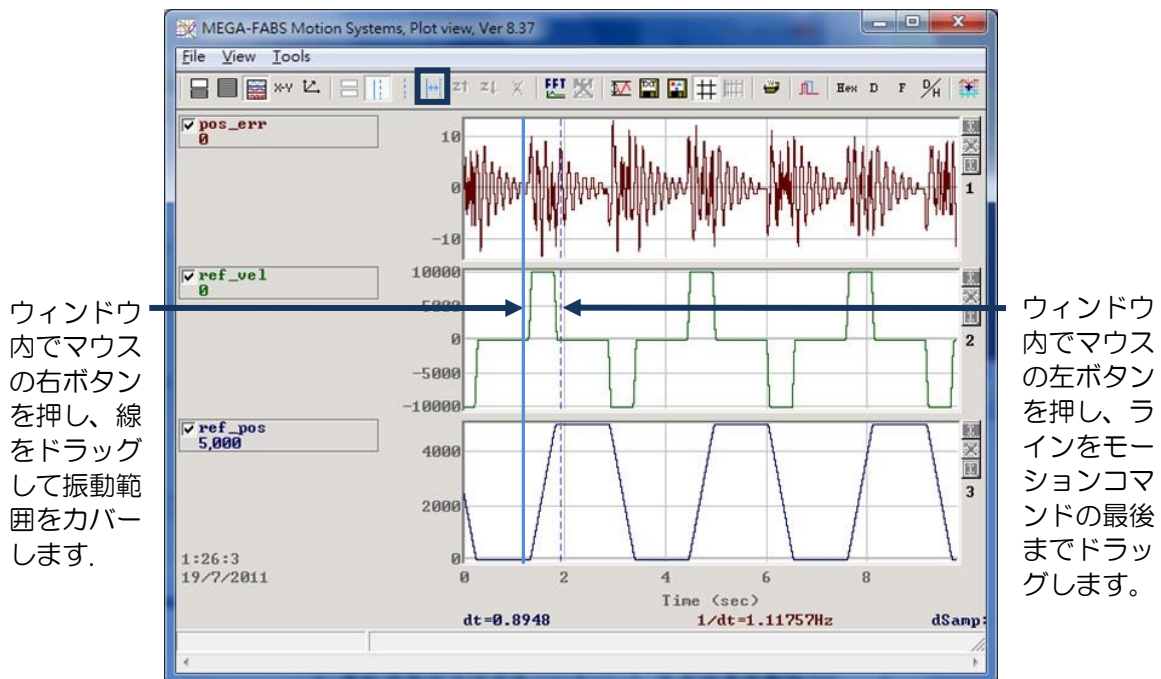 MEGA-FABS Motion Systems, Plot view, Ver 8.37
File View Tools
X-Y z↑ z↓ FFT TXT Hex D F D/H
pos_err
0
10
0
-10
1
ref_vel
0
10000
5000
0
-5000
-10000
2
ref_pos
5,000
4000
2000
0
3
1:26:3
19/7/2011
0 2 4 6 8
Time (sec)
dt=0.8948 1/dt=1.11757Hz dSamp:
ウィンドウ
内でマウス
の右ボタン
を押し、線
をドラッグ
して振動範
囲をカバー
します.
ウィンドウ
内でマウス
の左ボタン
を押し、ラ
インをモー
ションコマ
ンドの最後
までドラッ
グします。